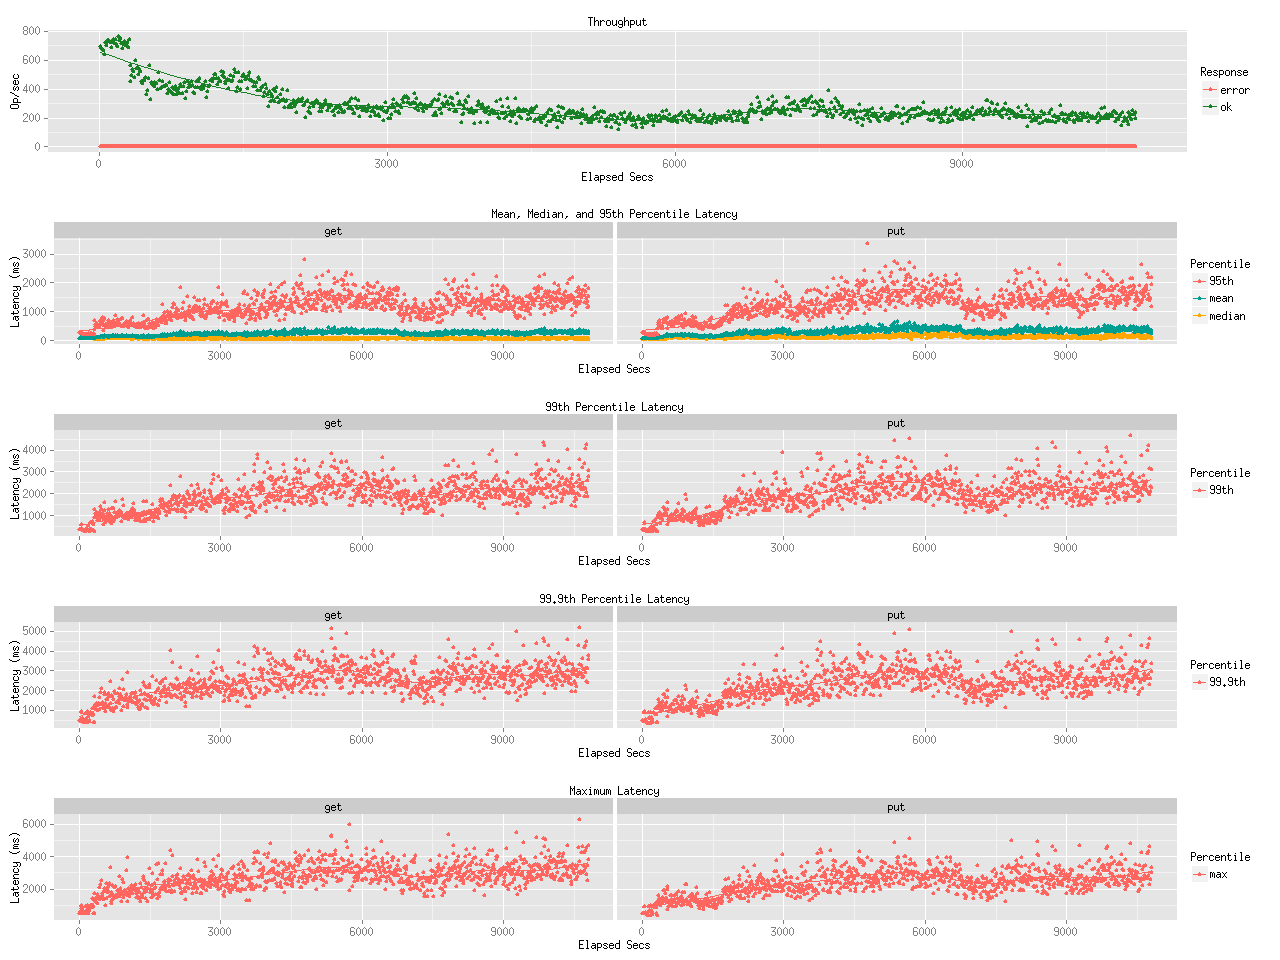 Throughput
800
600
400
200
0
Op/sec
0 3000 6000 9000
Elapsed Secs
Response
error
ok
Mean, Median, and 95th Percentile Latency
get put
3000
2000
1000
0
Latency (ms)
0 3000 6000 9000 0 3000 6000 9000
Elapsed Secs
Percentile
95th
mean
median
99th Percentile Latency
get put
4000
3000
2000
1000
Latency (ms)
0 3000 6000 9000 0 3000 6000 9000
Elapsed Secs
Percentile
99th
99.9th Percentile Latency
get put
5000
4000
3000
2000
1000
Latency (ms)
0 3000 6000 9000 0 3000 6000 9000
Elapsed Secs
Percentile
99.9th
Maximum Latency
get put
6000
4000
2000
Latency (ms)
0 3000 6000 9000 0 3000 6000 9000
Elapsed Secs
Percentile
max